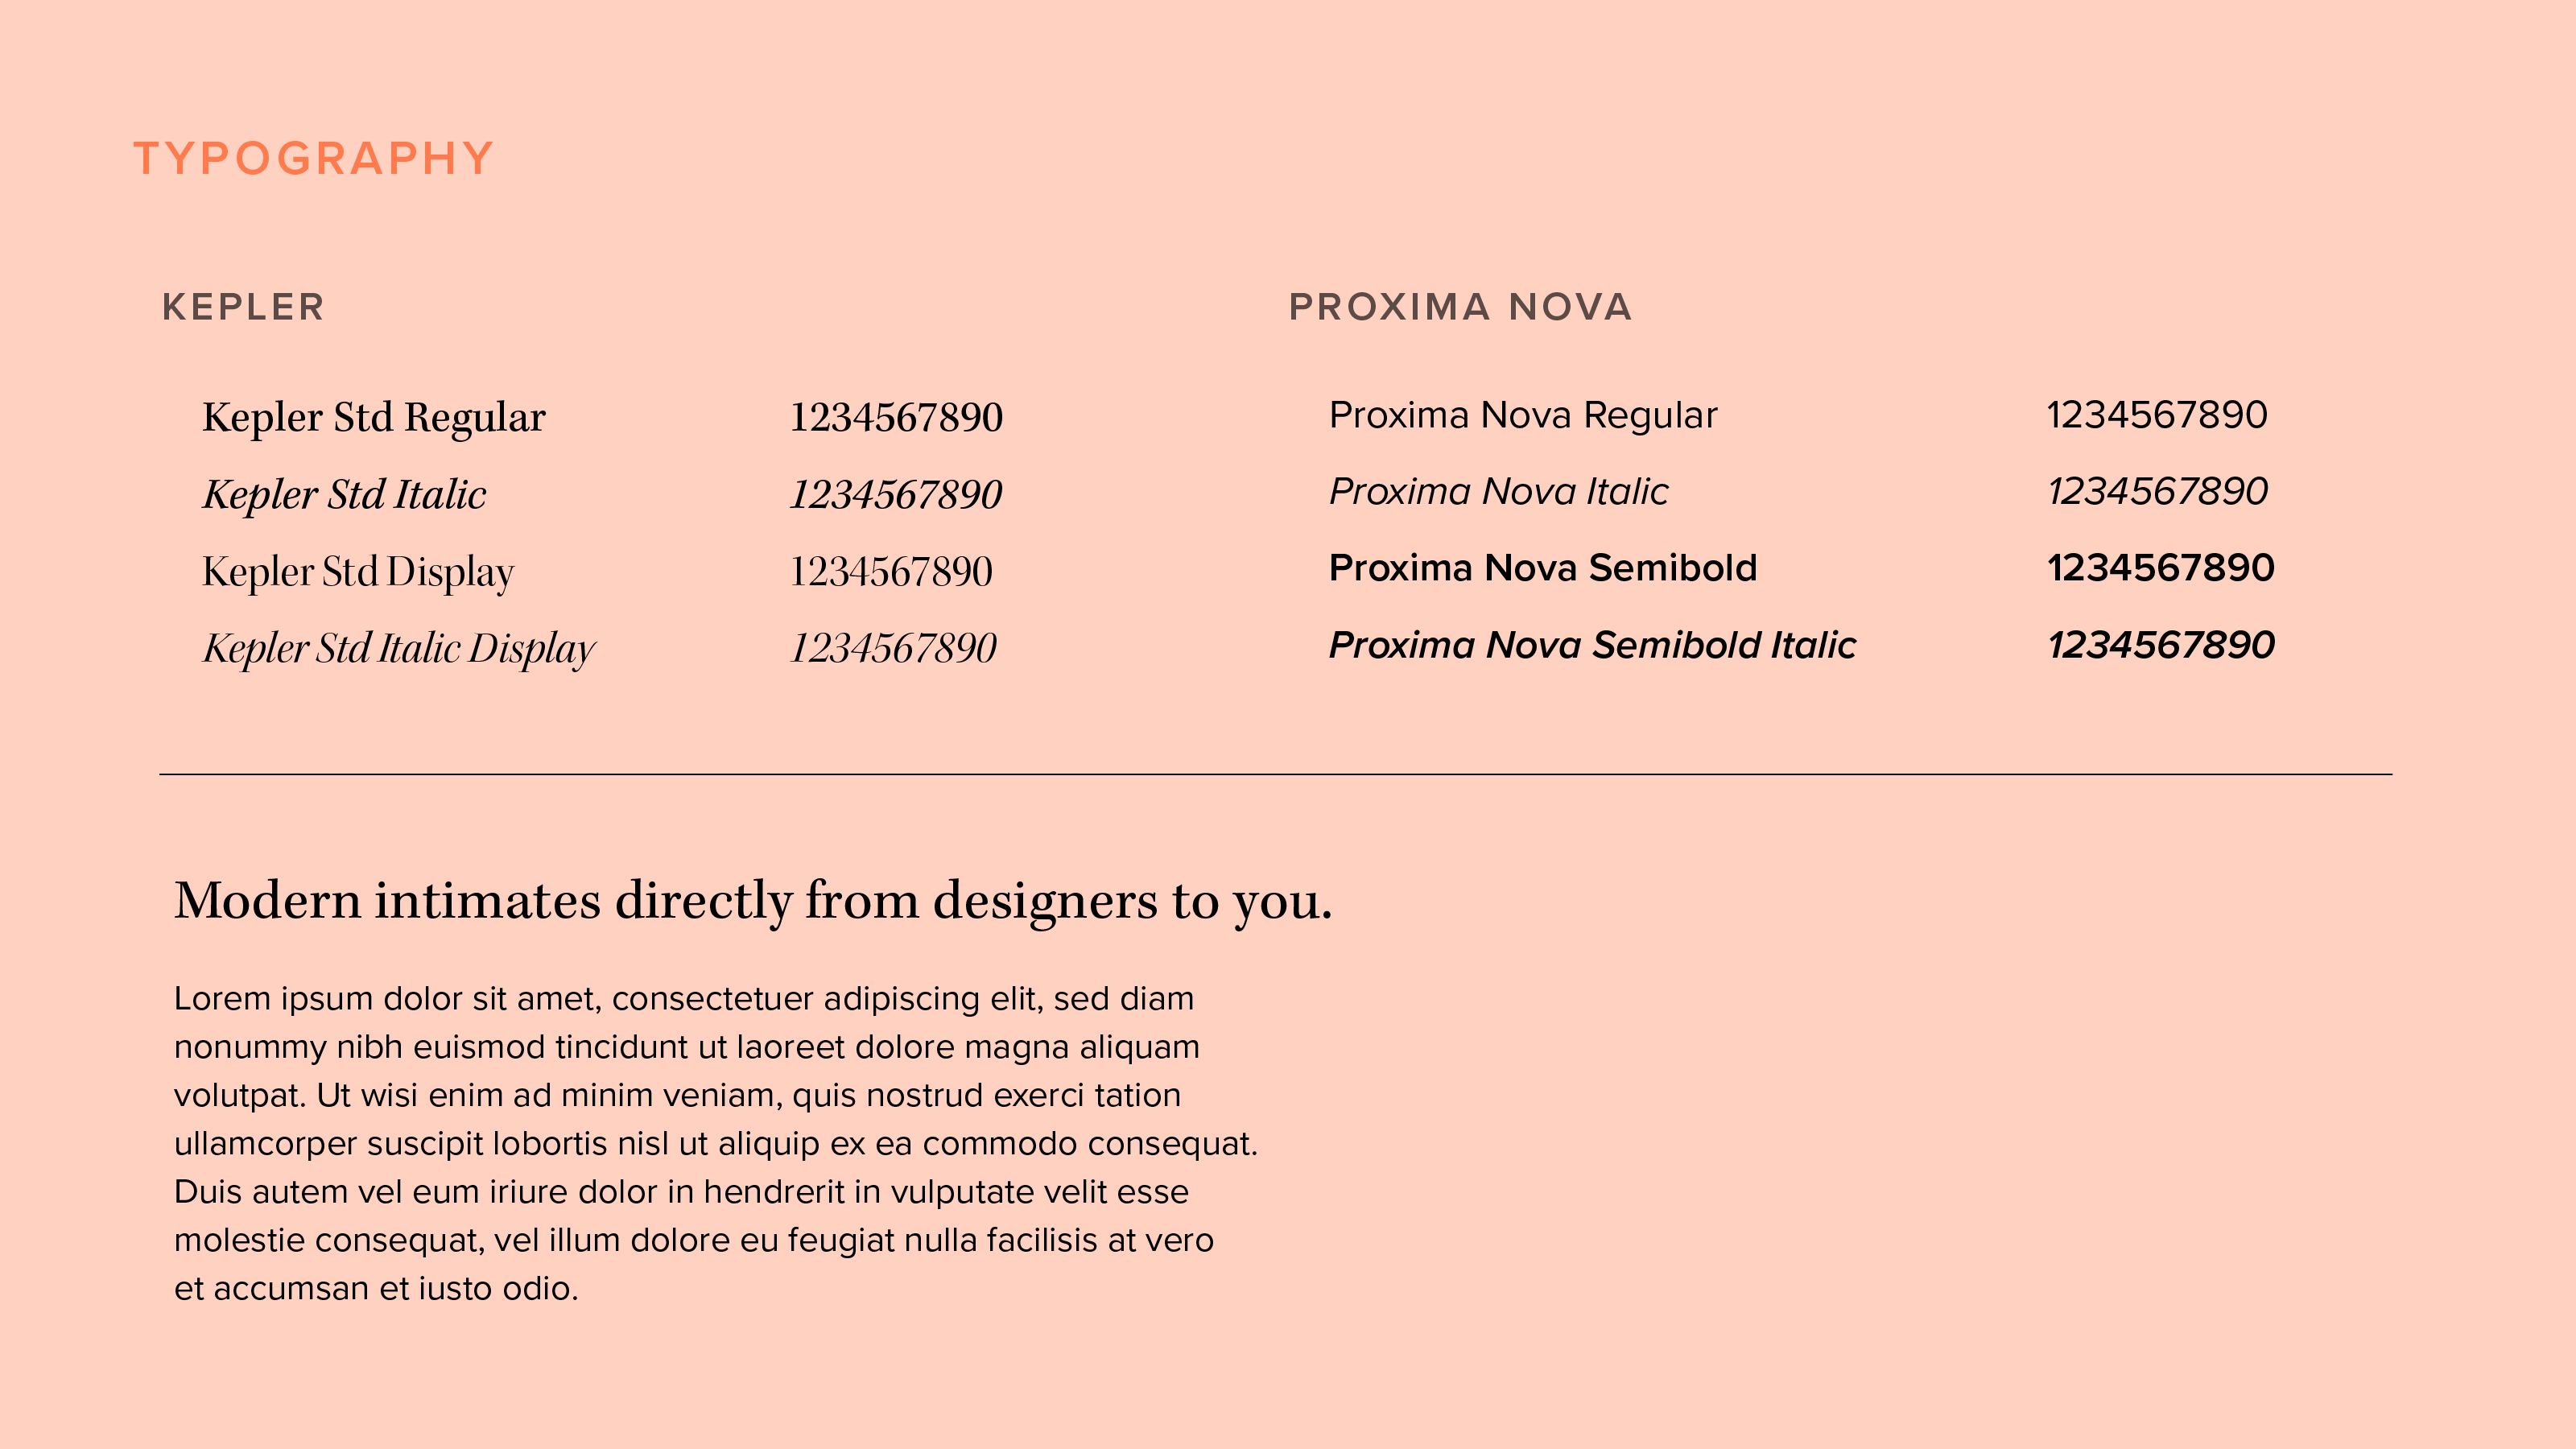 TYPOGRAPHY
KEPLER
Kepler Std Regular 1234567890
Kepler Std Italic 1234567890
Kepler Std Display 1234567890
Kepler Std Italic Display 1234567890
PROXIMA NOVA
Proxima Nova Regular 1234567890
Proxima Nova Italic 1234567890
Proxima Nova Semibold 1234567890
Proxima Nova Semibold Italic 1234567890
Modern intimates directly from designers to you.
Lorem ipsum dolor sit amet, consectetuer adipiscing elit, sed diam
nonummy nibh euismod tincidunt ut laoreet dolore magna aliquam
volutpat. Ut wisi enim ad minim veniam, quis nostrud exerci tation
ullamcorper suscipit lobortis nisl ut aliquip ex ea commodo consequat.
Duis autem vel eum iriure dolor in hendrerit in vulputate velit esse
molestie consequat, vel illum dolore eu feugiat nulla facilisis at vero
et accumsan et iusto odio.